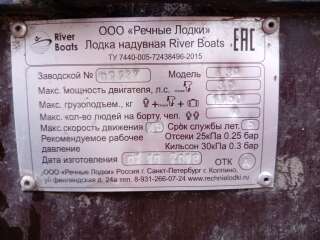 River Boats
ООО «Речные Лодки»
Лодка надувная River Boats
EAC
ТУ 7440-005-72438496-2015
Заводской № Модель
Макс. мощность двигателя, л.с.
Макс. грузоподъем., кг
Макс. кол-во людей на борту, чел.
Макс.скорость движения Срок службы лет
Рекомендуемое рабочее давление
Отсеки 25кПа 0.25 бар
Кильсон 30кПа 0.3 бар
Дата изготовления ОТК
ООО «Речные Лодки» Россия г. Санкт-Петербург г. Колпино,
ул. финляндская д. 24а тел. 8-931-266-07-24 www.rechnielodki.ru